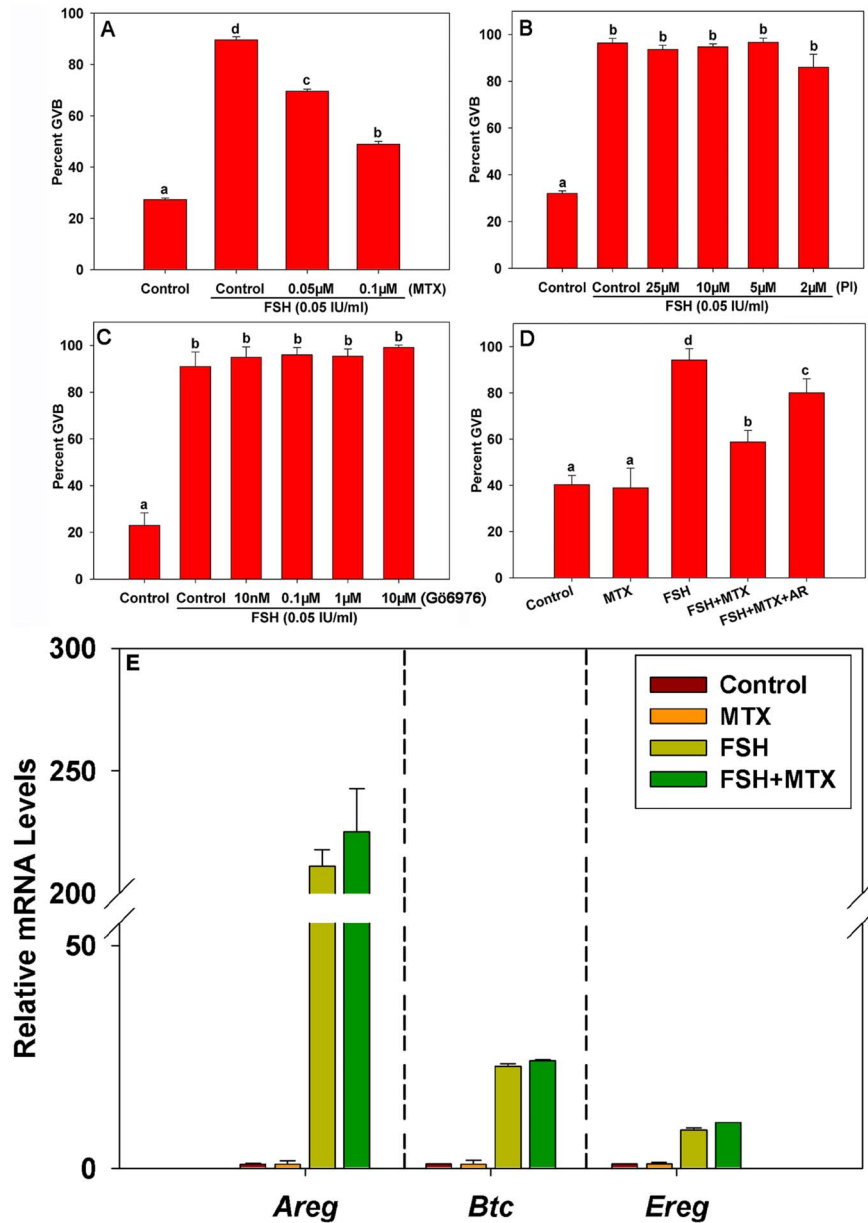 A
Percent GVB
100
80
60
40
20
0
a
d
c
b
Control
Control
0.05µM
0.1µM
(MTX)
FSH (0.05 IU/ml)
B
Percent GVB
100
80
60
40
20
0
a
b
b
b
b
b
Control
Control
25µM
10µM
5µM
2µM
(PI)
FSH (0.05 IU/ml)
C
Percent GVB
100
80
60
40
20
0
a
b
b
b
b
b
Control
Control
10nM
0.1µM
1µM
10µM
(Gö6976)
FSH (0.05 IU/ml)
D
Percent GVB
100
80
60
40
20
0
a
a
d
b
c
Control
MTX
FSH
FSH+MTX
FSH+MTX+AR
E
Relative mRNA Levels
300
250
200
50
0
Control
MTX
FSH
FSH+MTX
Areg
Btc
Ereg